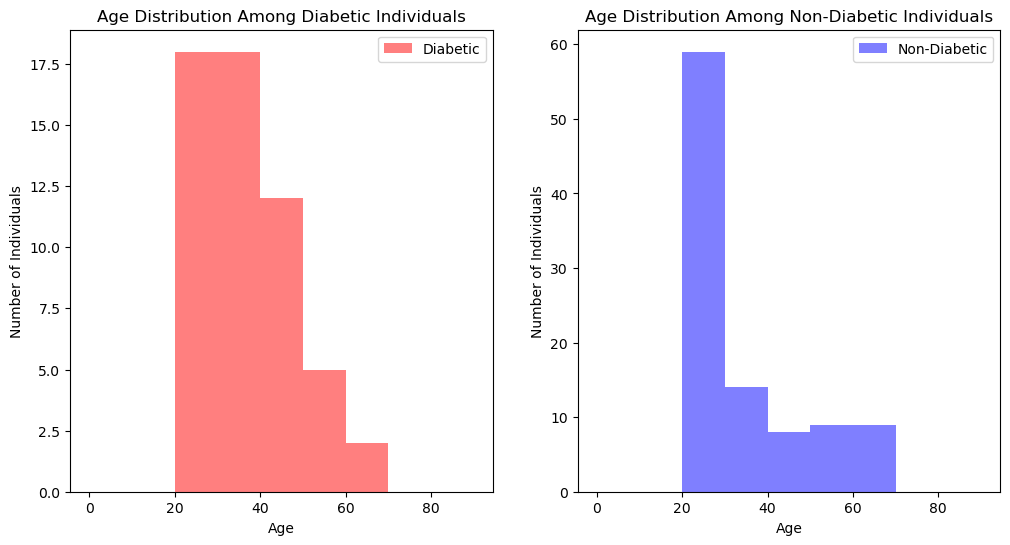 Age Distribution Among Diabetic Individuals
Diabetic
17.5
15.0
12.5
10.0
7.5
5.0
2.5
0.0
Number of Individuals
0 20 40 60 80
Age
Age Distribution Among Non-Diabetic Individuals
Non-Diabetic
60
50
40
30
20
10
0
Number of Individuals
0 20 40 60 80
Age